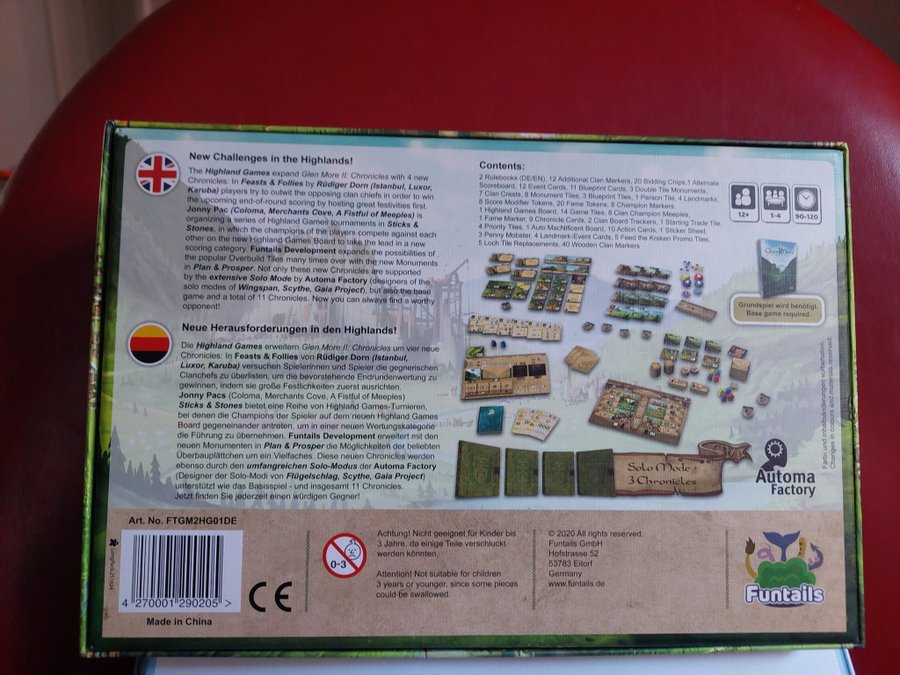 New Challenges in the Highlands!
The Highland Games expand Glen More II: Chronicles with 4 new
Chronicles: In Feasts & Follies by Rüdiger Dorn (Istanbul, Luxor,
Karuba) players try to outwit the opposing clan chiefs in order to win
the upcoming end-of-round scoring by hosting great festivities first.
Jonny Pac (Coloma, Merchants Cove, A Fistful of Meeples) is
organizing a series of Highland Games tournaments in Sticks &
Stones, in which the champions of the players compete against each
other on the new Highland Games Board to take the lead in a new
scoring category. Funtails Development expands the possibilities of
the popular Overbuild Tiles many times over with the new Monuments
in Plan & Prosper. Not only these new Chronicles are supported
by the extensive Solo Mode by Automa Factory (designers of the
solo modes of Wingspan, Scythe, Gaia Project), but also the base
game and a total of 11 Chronicles. Now you can always find a worthy
opponent!
Neue Herausforderungen in den Highlands!
Die Highland Games erweitern Glen More II: Chronicles um vier neue
Chronicles: In Feasts & Follies von Rüdiger Dorn (Istanbul,
Luxor, Karuba) versuchen Spielerinnen und Spieler die gegnerischen
Clanchefs zu überlisten, um die bevorstehende Endrundenwertung zu
gewinnen, indem sie große Festlichkeiten zuerst ausrichten.
Jonny Pacs (Coloma, Merchants Cove, A Fistful of Meeples)
Sticks & Stones bietet eine Reihe von Highland Games-Turnieren,
bei denen die Champions der Spieler auf dem neuen Highland Games
Board gegeneinander antreten, um in einer neuen Wertungskategorie
die Führung zu übernehmen. Funtails Development erweitert mit den
neuen Monumenten in Plan & Prosper die Möglichkeiten der beliebten
Überbauplättchen um ein Vielfaches. Diese neuen Chronicles werden
ebenso durch den umfangreichen Solo-Modus der Automa Factory
(Designer der Solo-Modi von Flügelschlag, Scythe, Gaia Project)
unterstützt wie das Basisspiel - und insgesamt 11 Chronicles.
Jetzt finden Sie jederzeit einen würdigen Gegner!
Contents:
2 Rulebooks (DE/EN), 12 Additional Clan Markers, 20 Bidding Chips, 1 Alternate
Scoreboard, 12 Event Cards, 11 Blueprint Cards, 3 Double Tile Monuments,
7 Clan Crests, 8 Monument Tiles, 3 Blueprint Tiles, 1 Person Tile, 4 Landmarks,
8 Score Modifier Tokens, 20 Fame Tokens, 8 Champion Markers,
1 Highland Games Board, 14 Game Tiles, 8 Clan Champion Meeples,
1 Fame Marker, 9 Chronicle Cards, 2 Clan Board Trackers, 1 Starting Trade Tile,
4 Priority Tiles, 1 Auto MacNificent Board, 10 Action Cards, 1 Sticker Sheet,
3 Penny Mobster, 4 Landmark-Event Cards, 5 Feed the Kraken Promo Tiles,
5 Loch Tile Replacements, 40 Wooden Clan Markers
12+
1-4
90-120
Grundspiel wird benötigt.
Base game required.
Farb- und Inhaltsänderungen vorbehalten.
Changes in colours and materials reserved.
Solo Mode
3 Chronicles
Automa
Factory
Art. No. FTGM2HG01DE
4 270001 290205 >
Made in China
CE
0-3
Achtung! Nicht geeignet für Kinder bis
3 Jahre, da einige Teile verschluckt
werden könnten.
Attention! Not suitable for children
3 years or younger, since some pieces
could be swallowed.
© 2020 All rights reserved.
Funtails GmbH
Hofstrasse 52
53783 Eitorf
Germany
www.funtails.de
Funtails